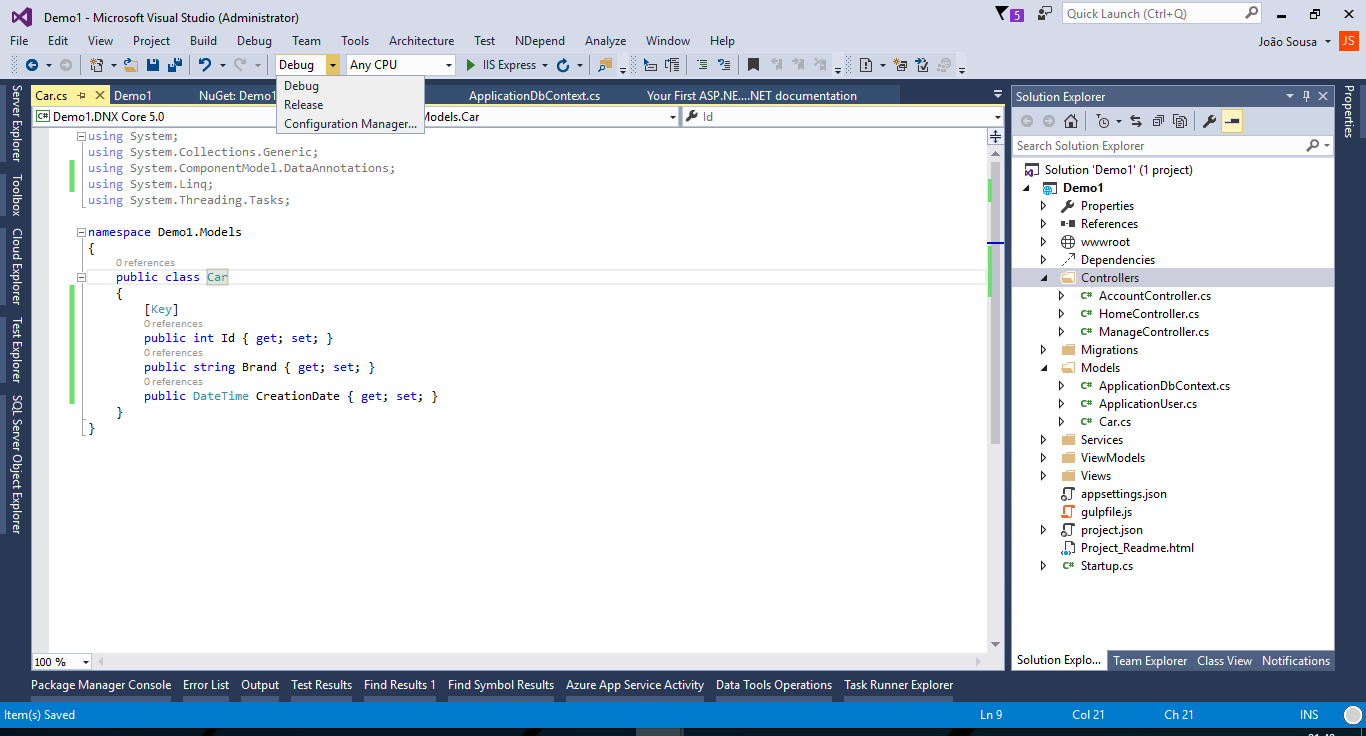 Demo1 - Microsoft Visual Studio (Administrator)
5
Quick Launch (Ctrl+Q)
File Edit View Project Build Debug Team Tools Architecture Test NDepend Analyze Window Help
João Sousa
JS
Debug
Any CPU
IIS Express
Debug
Release
Configuration Manager...
Server Explorer
Toolbox
Cloud Explorer
Test Explorer
SQL Server Object Explorer
Car.cs
Demo1
NuGet: Demo1
ApplicationDbContext.cs
Your First ASP.NE....NET documentation
C# Demo1.DNX Core 5.0
Models.Car
Id
using System;
using System.Collections.Generic;
using System.ComponentModel.DataAnnotations;
using System.Linq;
using System.Threading.Tasks;
namespace Demo1.Models
{
0 references
public class Car
{
[Key]
0 references
public int Id { get; set; }
0 references
public string Brand { get; set; }
0 references
public DateTime CreationDate { get; set; }
}
}
100 %
Solution Explorer
Search Solution Explorer
Solution 'Demo1' (1 project)
Demo1
Properties
References
wwwroot
Dependencies
Controllers
C# AccountController.cs
C# HomeController.cs
C# ManageController.cs
Migrations
Models
C# ApplicationDbContext.cs
C# ApplicationUser.cs
C# Car.cs
Services
ViewModels
Views
appsettings.json
gulpfile.js
project.json
Project_Readme.html
C# Startup.cs
Solution Explo... Team Explorer Class View Notifications
Properties
Package Manager Console Error List Output Test Results Find Results 1 Find Symbol Results Azure App Service Activity Data Tools Operations Task Runner Explorer
Item(s) Saved
Ln 9
Col 21
Ch 21
INS